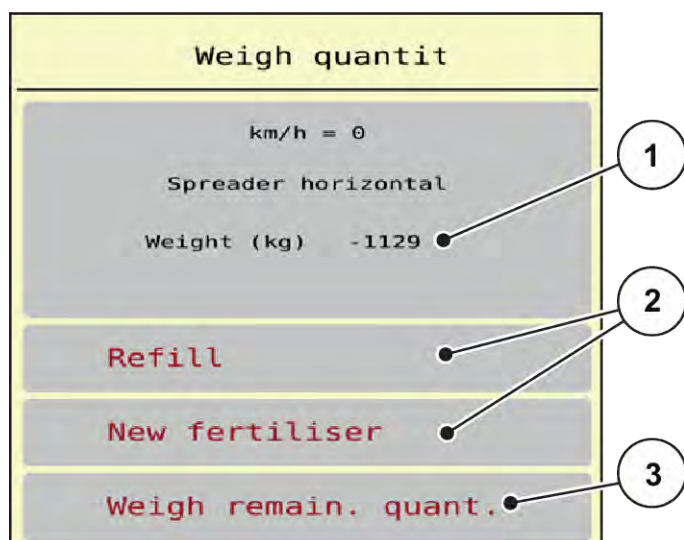 Weigh quantit
km/h = 0
Spreader horizontal
Weight (kg) -1129
1
2
Refill
New fertiliser
3
Weigh remain. quant.